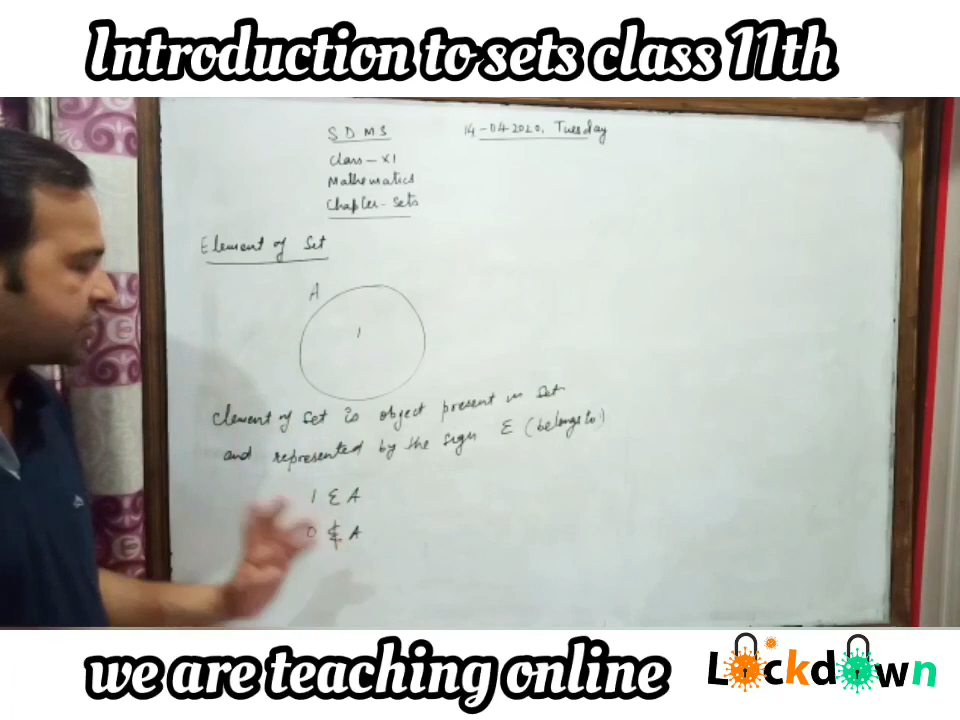 Introduction to sets class 11th
S D M S 14-04-2020, Tuesday
Class - XI
Mathematics
Chapter - Sets
Element of Set
A
1
Element of Set is object present in Set
and represented by the sign Ɛ (belongs to)
1 Ɛ A
0 ∉ A
we are teaching online Lockdown